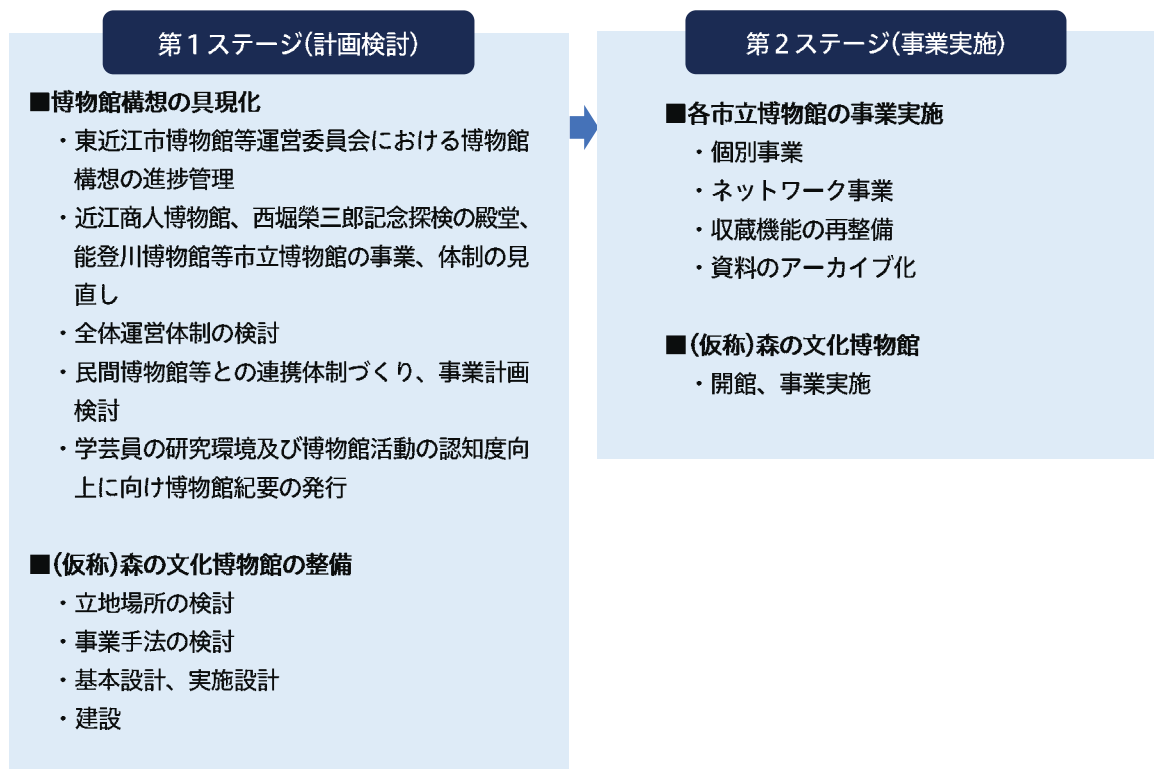 第1ステージ(計画検討)
■博物館構想の具現化
・東近江市博物館等運営委員会における博物館
構想の進捗管理
・近江商人博物館、西堀榮三郎記念探検の殿堂、
能登川博物館等市立博物館の事業、体制の見
直し
・全体運営体制の検討
・民間博物館等との連携体制づくり、事業計画
検討
・学芸員の研究環境及び博物館活動の認知度向
上に向け博物館紀要の発行
■(仮称)森の文化博物館の整備
・立地場所の検討
・事業手法の検討
・基本設計、実施設計
・建設
第2ステージ(事業実施)
■各市立博物館の事業実施
・個別事業
・ネットワーク事業
・収蔵機能の再整備
・資料のアーカイブ化
■(仮称)森の文化博物館
・開館、事業実施